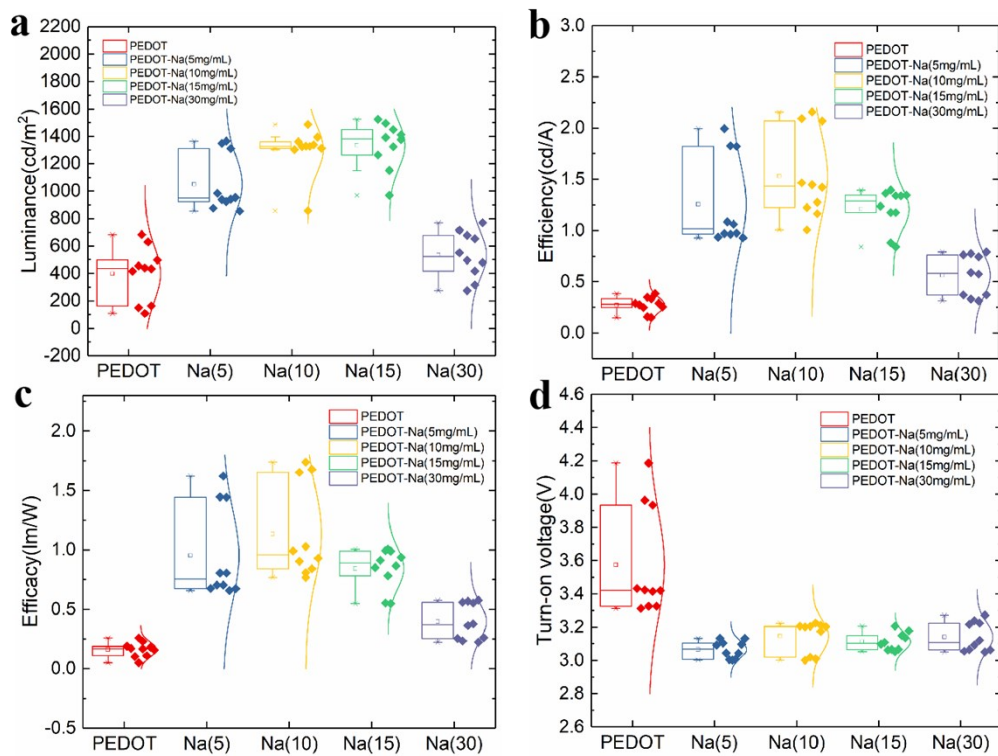 a
2200
2000
1800
1600
1400
1200
1000
800
600
400
200
0
-200
Luminance(cd/m²)
PEDOT
PEDOT-Na(5mg/mL)
PEDOT-Na(10mg/mL)
PEDOT-Na(15mg/mL)
PEDOT-Na(30mg/mL)
PEDOT Na(5) Na(10) Na(15) Na(30)
b
3.0
2.5
2.0
1.5
1.0
0.5
0.0
Efficiency(cd/A)
PEDOT
PEDOT-Na(5mg/mL)
PEDOT-Na(10mg/mL)
PEDOT-Na(15mg/mL)
PEDOT-Na(30mg/mL)
PEDOT Na(5) Na(10) Na(15) Na(30)
c
2.0
1.5
1.0
0.5
0.0
-0.5
Efficacy(lm/W)
PEDOT
PEDOT-Na(5mg/mL)
PEDOT-Na(10mg/mL)
PEDOT-Na(15mg/mL)
PEDOT-Na(30mg/mL)
PEDOT Na(5) Na(10) Na(15) Na(30)
d
4.6
4.4
4.2
4.0
3.8
3.6
3.4
3.2
3.0
2.8
2.6
Turn-on voltage(V)
PEDOT
PEDOT-Na(5mg/mL)
PEDOT-Na(10mg/mL)
PEDOT-Na(15mg/mL)
PEDOT-Na(30mg/mL)
PEDOT Na(5) Na(10) Na(15) Na(30)